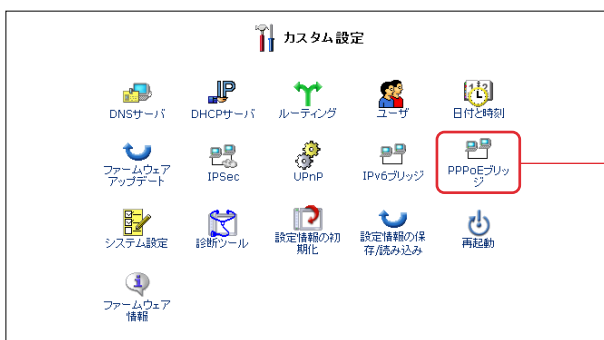 カスタム設定
DNSサーバ
DHCPサーバ
ルーティング
ユーザ
日付と時刻
ファームウェア
アップデート
IPSec
UPnP
IPv6ブリッジ
PPPoEブリッ
ジ
システム設定
診断ツール
設定情報の初
期化
設定情報の保
存/読み込み
再起動
ファームウェア
情報